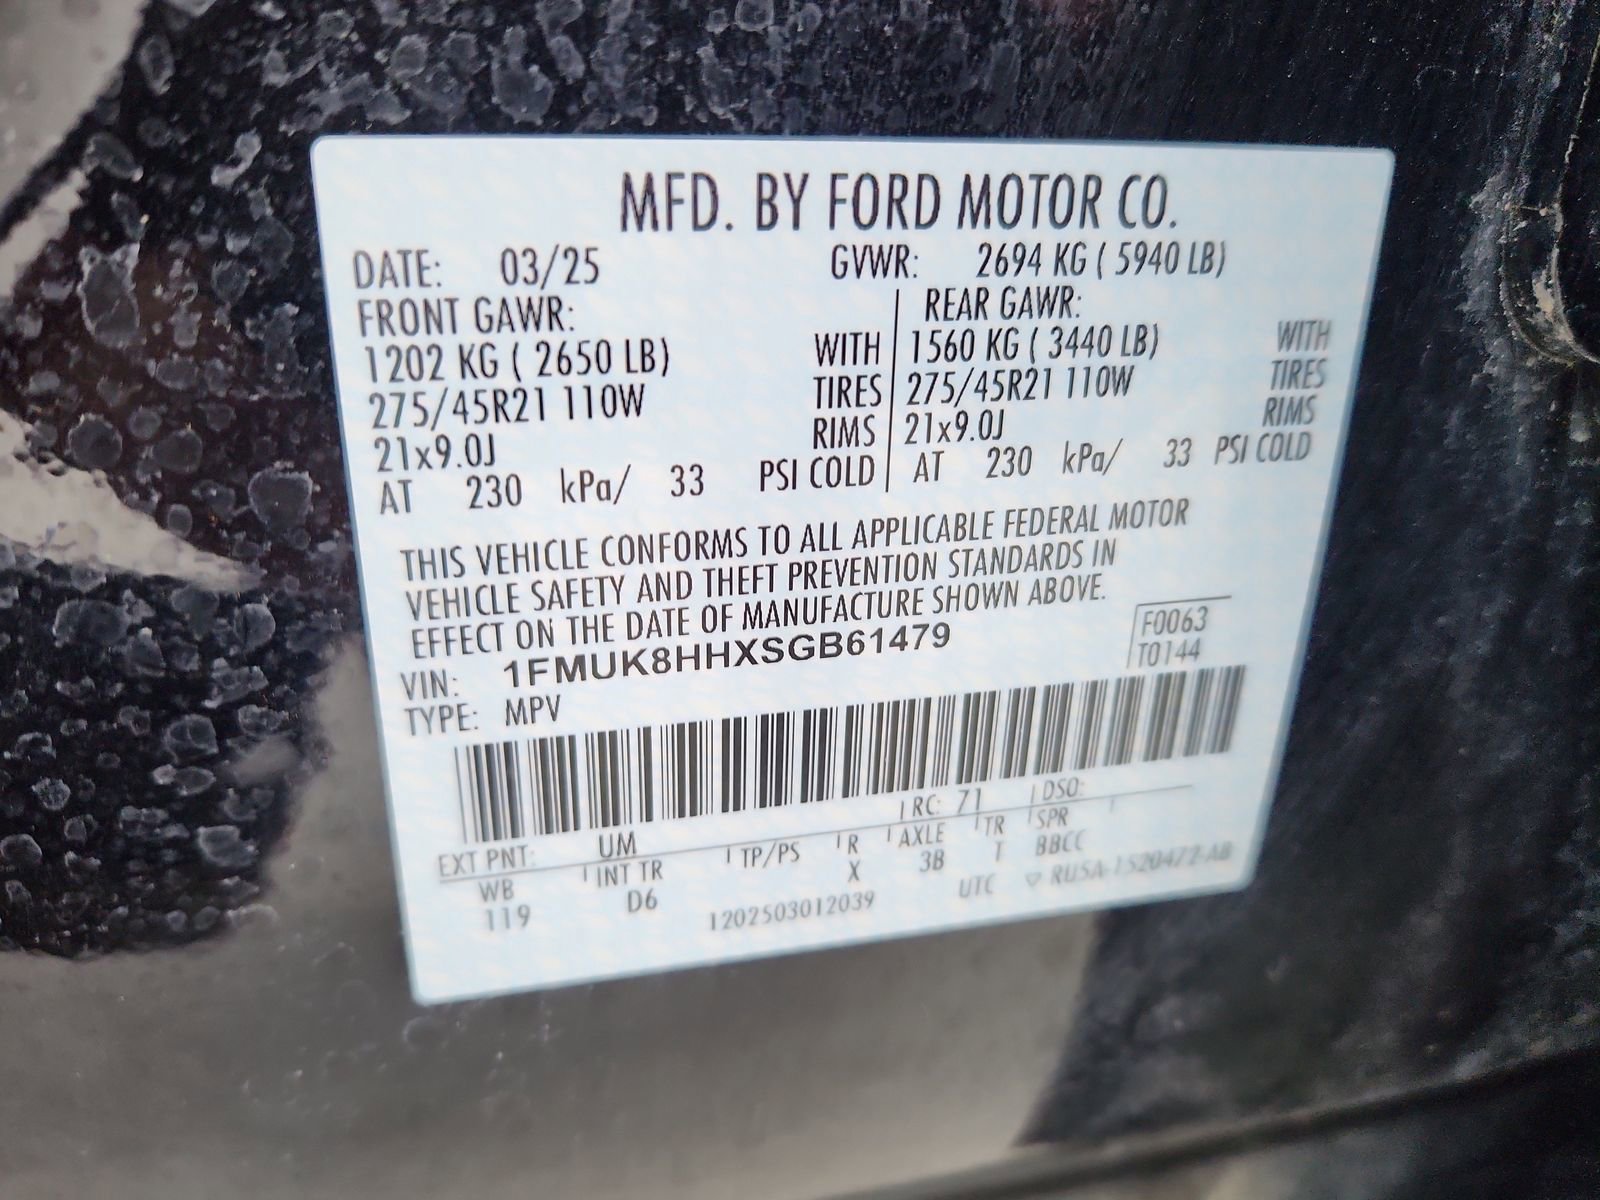 MFD. BY FORD MOTOR CO.
DATE: 03/25 GVWR: 2694 KG ( 5940 LB)
FRONT GAWR: REAR GAWR:
1202 KG ( 2650 LB) WITH 1560 KG ( 3440 LB) WITH
275/45R21 110W TIRES 275/45R21 110W TIRES
21x9.0J RIMS 21x9.0J RIMS
AT 230 kPa/ 33 PSI COLD AT 230 kPa/ 33 PSI COLD
THIS VEHICLE CONFORMS TO ALL APPLICABLE FEDERAL MOTOR
VEHICLE SAFETY AND THEFT PREVENTION STANDARDS IN
EFFECT ON THE DATE OF MANUFACTURE SHOWN ABOVE.
VIN: 1FMUK8HHXSGB61479 F0063
TYPE: MPV T0144
EXT PNT: UM RC: 71 DSO:
WB INT TR TP/PS R AXLE TR SPR
119 D6 X 3B T BBCC
1202503012039 UTC ▽ RU5A-1520472-AB